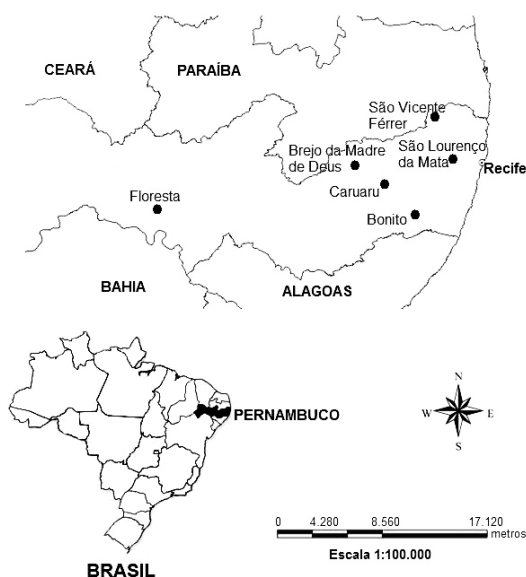 CEARÁ
PARAÍBA
São Vicente
Férrer
Brejo da Madre
de Deus
São Lourenço
da Mata
Recife
Caruaru
Floresta
Bonito
BAHIA
ALAGOAS
PERNAMBUCO
N
W
E
S
BRASIL
0 4.280 8.560 17.120
metros
Escala 1:100.000